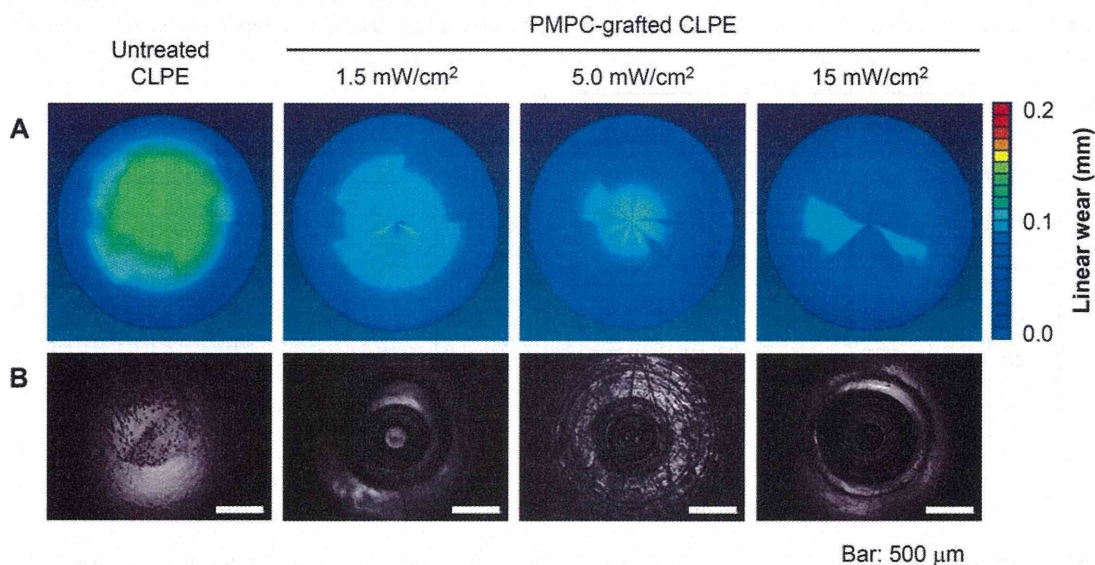 PMPC-grafted CLPE
Untreated
CLPE
1.5 mW/cm²
5.0 mW/cm²
15 mW/cm²
A
0.2
0.1
0.0
Linear wear (mm)
B
Bar: 500 μm